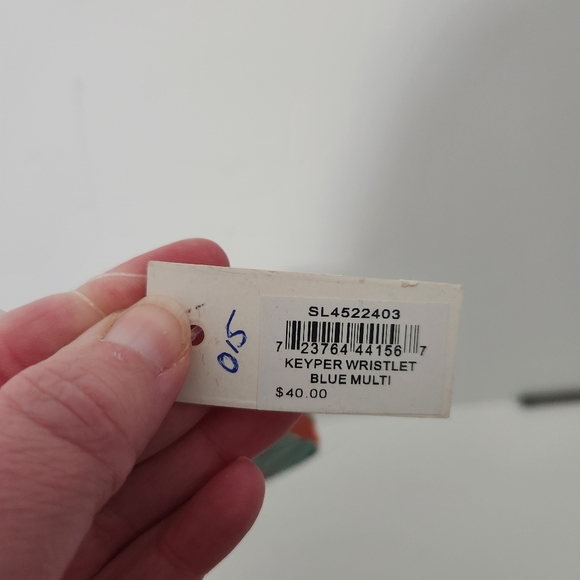 015
SL4522403
7 23764 44156 7
KEYPER WRISTLET
BLUE MULTI
$40.00